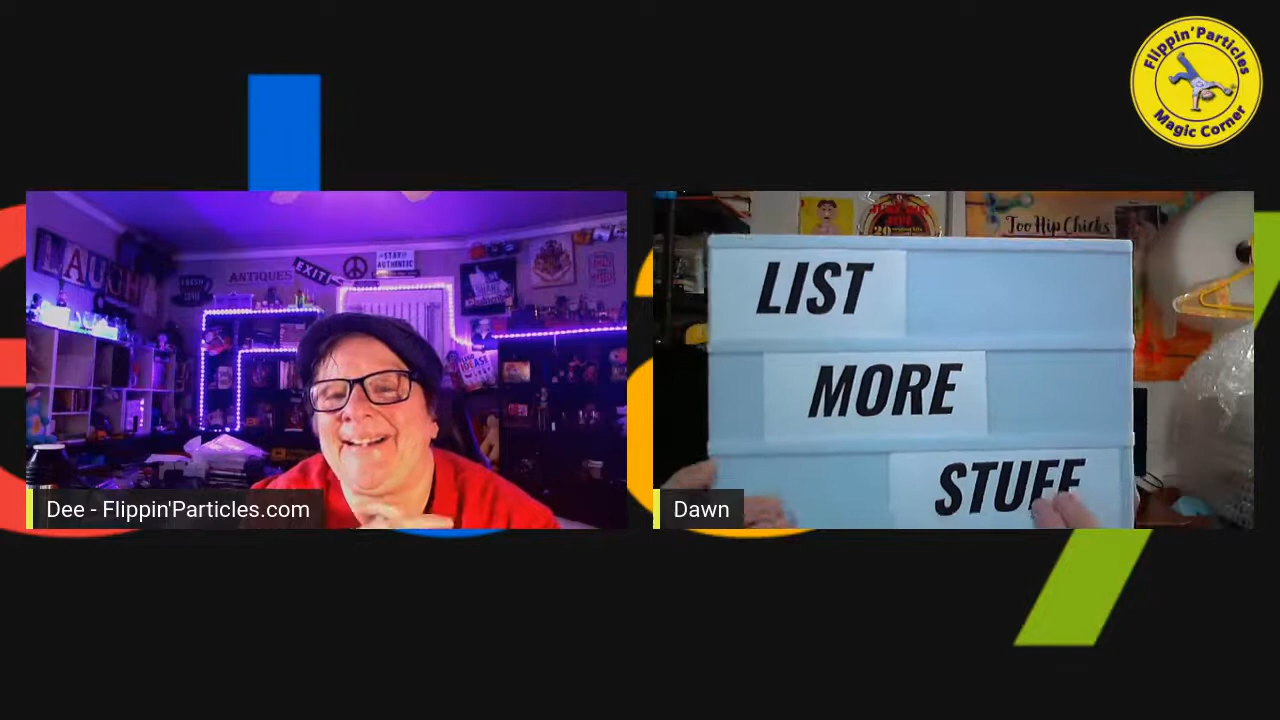 Flippin'Particles
Magic Corner
LAUGH
FRESH
ANTIQUES
EXIT
STAY
AUTHENTIC
Too Hip Chicks
LIST
MORE
STUFF
Dee - Flippin'Particles.com
Dawn